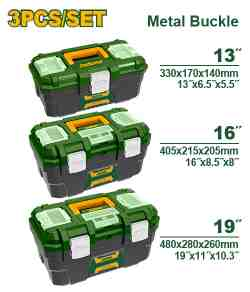 3PCS/SET
Metal Buckle
13"
330x170x140mm
13"x6.5"x5.5"
16"
405x215x205mm
16"x8.5"x8"
19"
480x280x260mm
19"x11"x10.3"